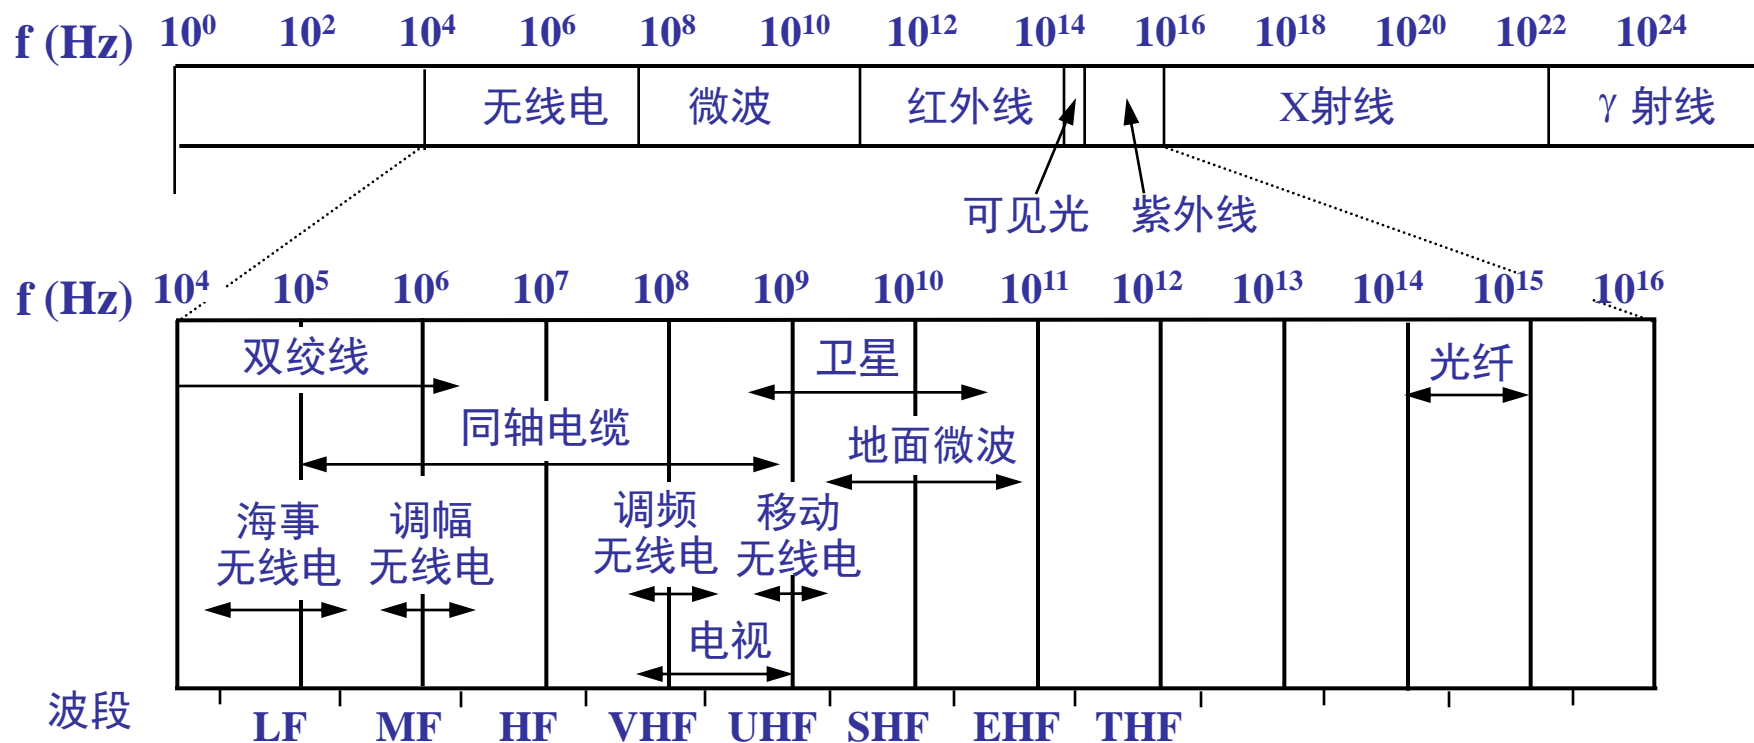 f (Hz) 10⁰ 10² 10⁴ 10⁶ 10⁸ 10¹⁰ 10¹² 10¹⁴ 10¹⁶ 10¹⁸ 10²⁰ 10²² 10²⁴
无线电 微波 红外线 X射线 γ 射线
可见光 紫外线
f (Hz) 10⁴ 10⁵ 10⁶ 10⁷ 10⁸ 10⁹ 10¹⁰ 10¹¹ 10¹² 10¹³ 10¹⁴ 10¹⁵ 10¹⁶
双绞线 卫星 光纤
同轴电缆 地面微波
海事 调幅 调频 移动
无线电 无线电 无线电 无线电
电视
波段 LF MF HF VHF UHF SHF EHF THF